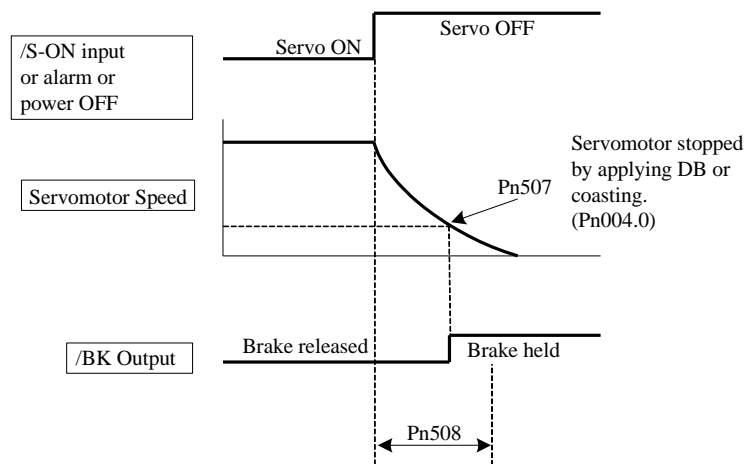 Servo ON
Servo OFF
/S-ON input
or alarm or
power OFF
Servomotor Speed
Pn507
Servomotor stopped
by applying DB or
coasting.
(Pn004.0)
/BK Output
Brake released
Brake held
Pn508